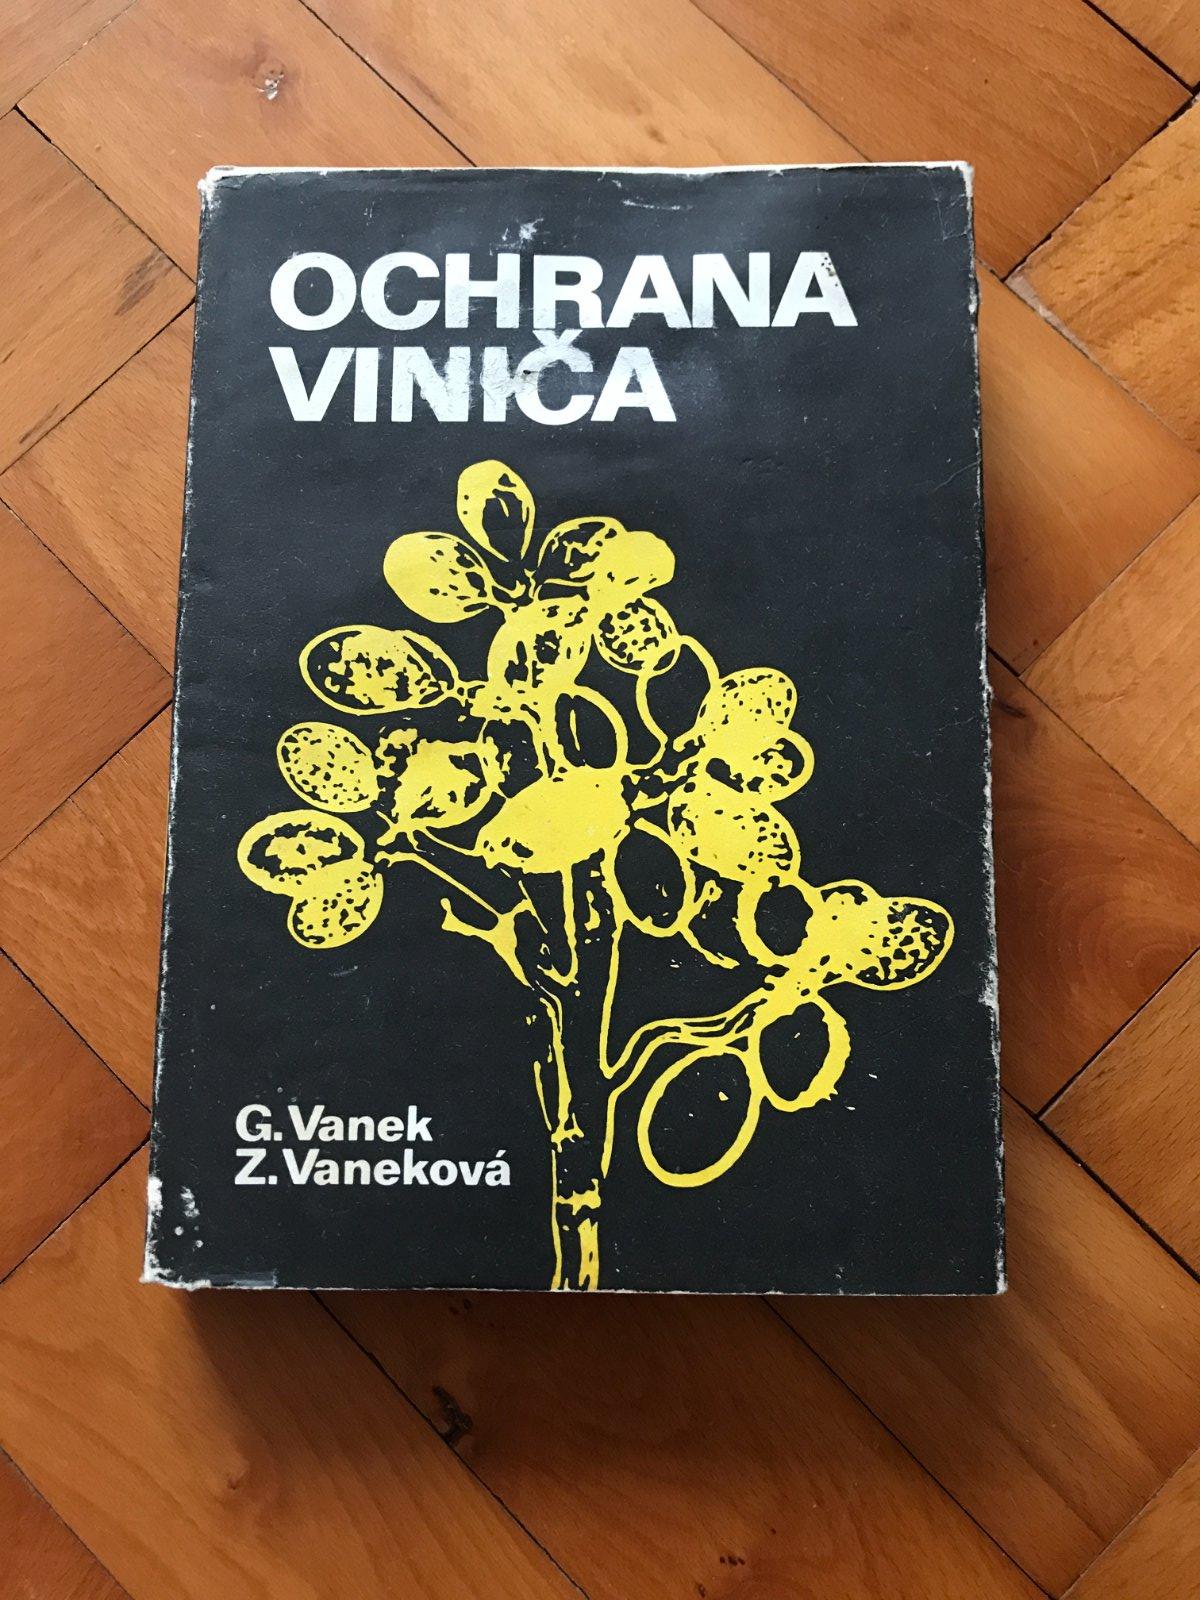 OCHRANA
VINIČA
G. Vanek
Z. Vaneková